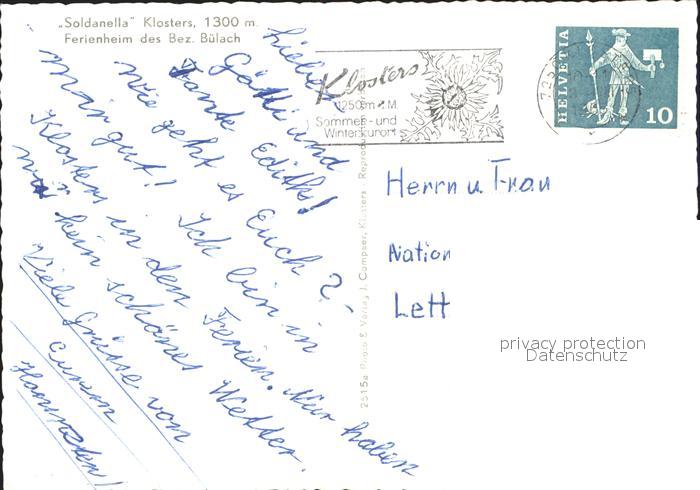 „Soldanella“ Klosters, 1300 m.
Ferienheim des Bez. Bülach
Liebe
Götti und
Tante Edith!
Wie geht es Euch?
mir gut! Ich bin in
Klosters in den Ferien. Wir haben
kein schönes Wetter.
Viele Grüsse von
eurem
Klosters
1250 m ü.M.
Sommer- und
Winterkurort
HELVETIA
10
Herrn u. Frau
Nation
Lett
privacy protection
Datenschutz